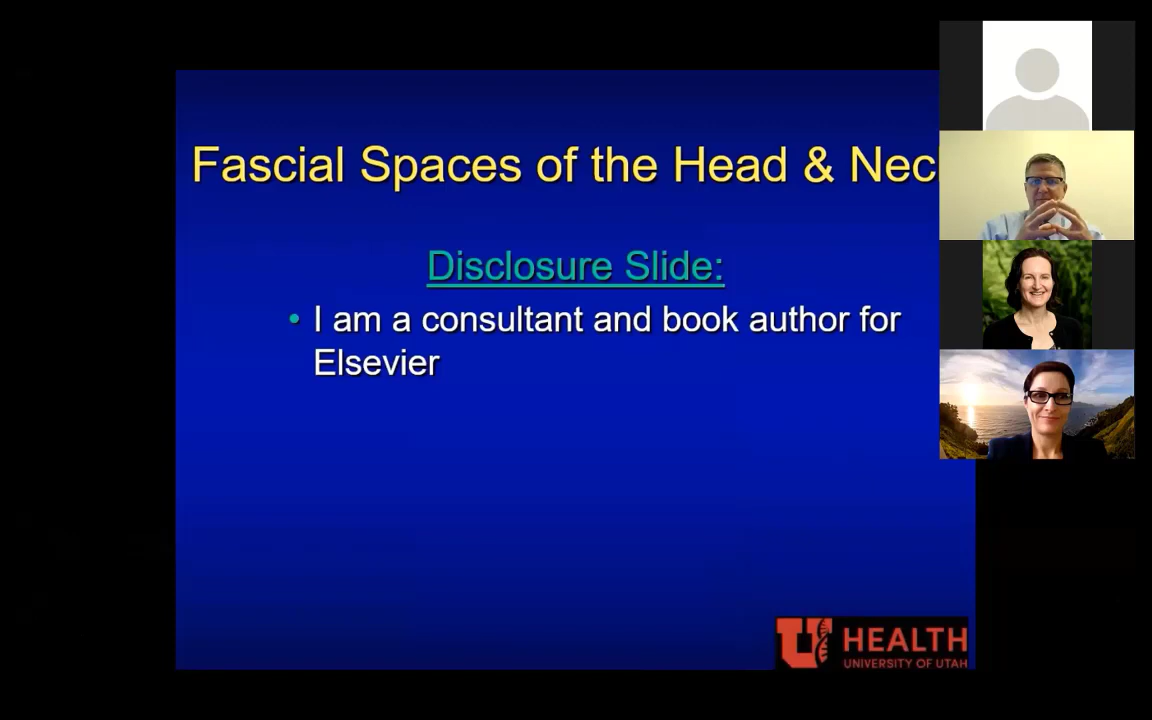 Fascial Spaces of the Head & Nec
Disclosure Slide:
• I am a consultant and book author for
Elsevier
U HEALTH
UNIVERSITY OF UTAH